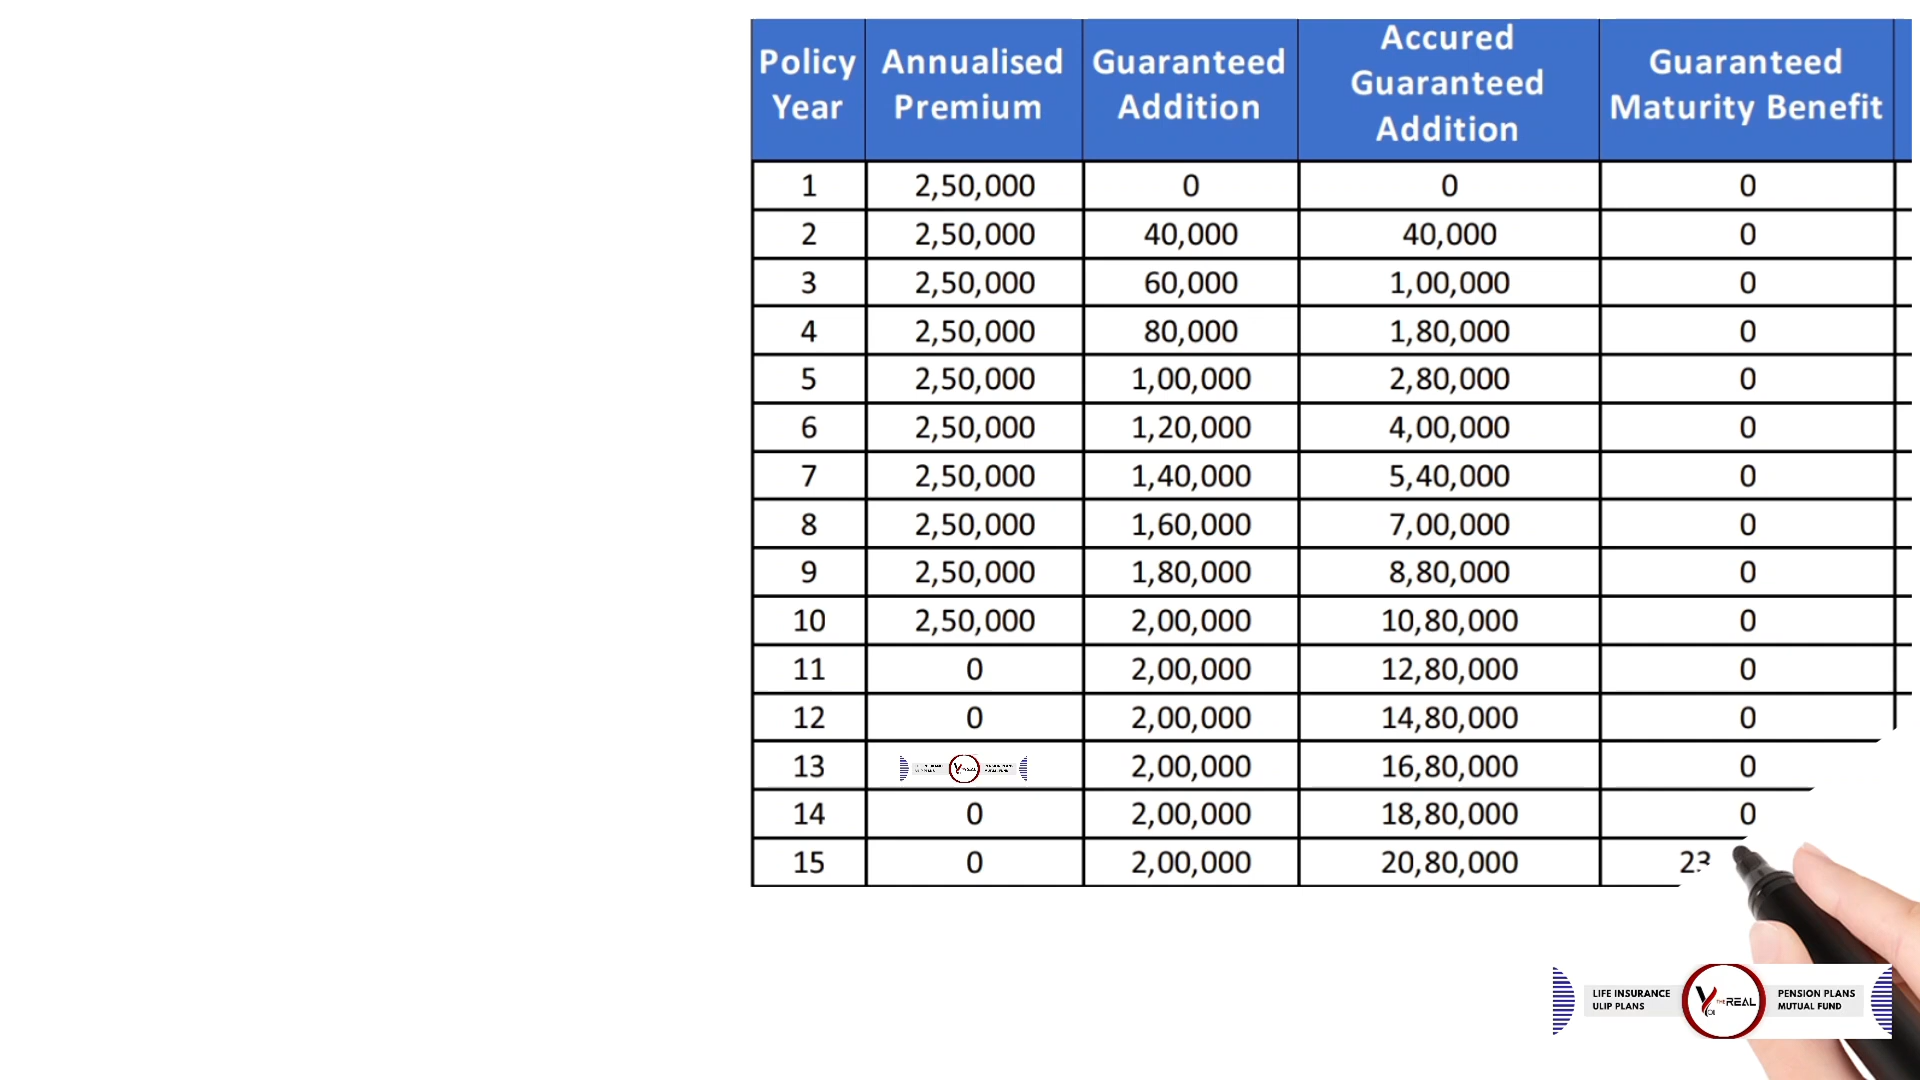 Policy Year Annualised Premium Guaranteed Addition Accured Guaranteed Addition Guaranteed Maturity Benefit
1 2,50,000 0 0 0
2 2,50,000 40,000 40,000 0
3 2,50,000 60,000 1,00,000 0
4 2,50,000 80,000 1,80,000 0
5 2,50,000 1,00,000 2,80,000 0
6 2,50,000 1,20,000 4,00,000 0
7 2,50,000 1,40,000 5,40,000 0
8 2,50,000 1,60,000 7,00,000 0
9 2,50,000 1,80,000 8,80,000 0
10 2,50,000 2,00,000 10,80,000 0
11 0 2,00,000 12,80,000 0
12 0 2,00,000 14,80,000 0
13 2,00,000 16,80,000 0
14 0 2,00,000 18,80,000 0
15 0 2,00,000 20,80,000 23
LIFE INSURANCE
ULIP PLANS
THE REAL
PENSION PLANS
MUTUAL FUND